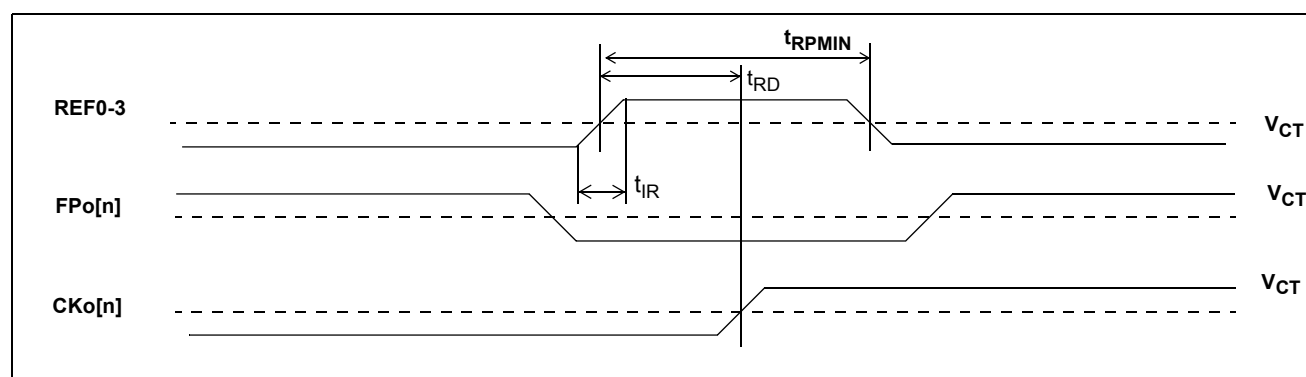 tRPMIN
tRD
REF0-3
VCT
tIR
FPo[n]
VCT
CKo[n]
VCT